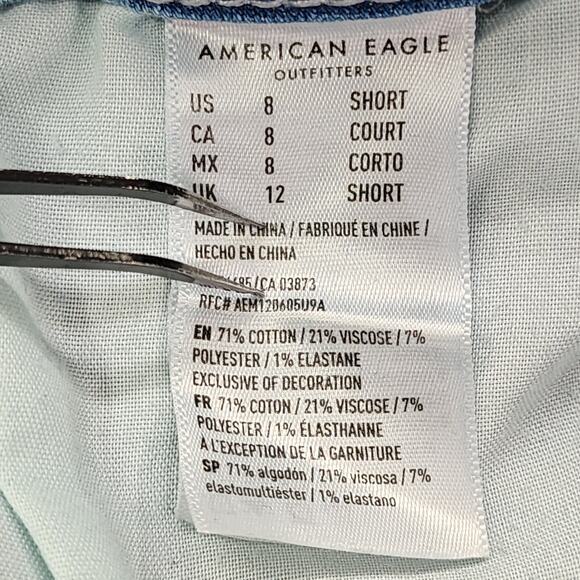 AMERICAN EAGLE
OUTFITTERS
US 8 SHORT
CA 8 COURT
MX 8 CORTO
UK 12 SHORT
MADE IN CHINA / FABRIQUÉ EN CHINE /
HECHO EN CHINA
/CA 03873
RFC# AEM120605U9A
EN 71% COTTON / 21% VISCOSE / 7%
POLYESTER / 1% ELASTANE
EXCLUSIVE OF DECORATION
FR 71% COTON / 21% VISCOSE / 7%
POLYESTER / 1% ÉLASTHANNE
À L'EXCEPTION DE LA GARNITURE
SP 71% algodón / 21% viscosa / 7%
elastomultiéster / 1% elastano